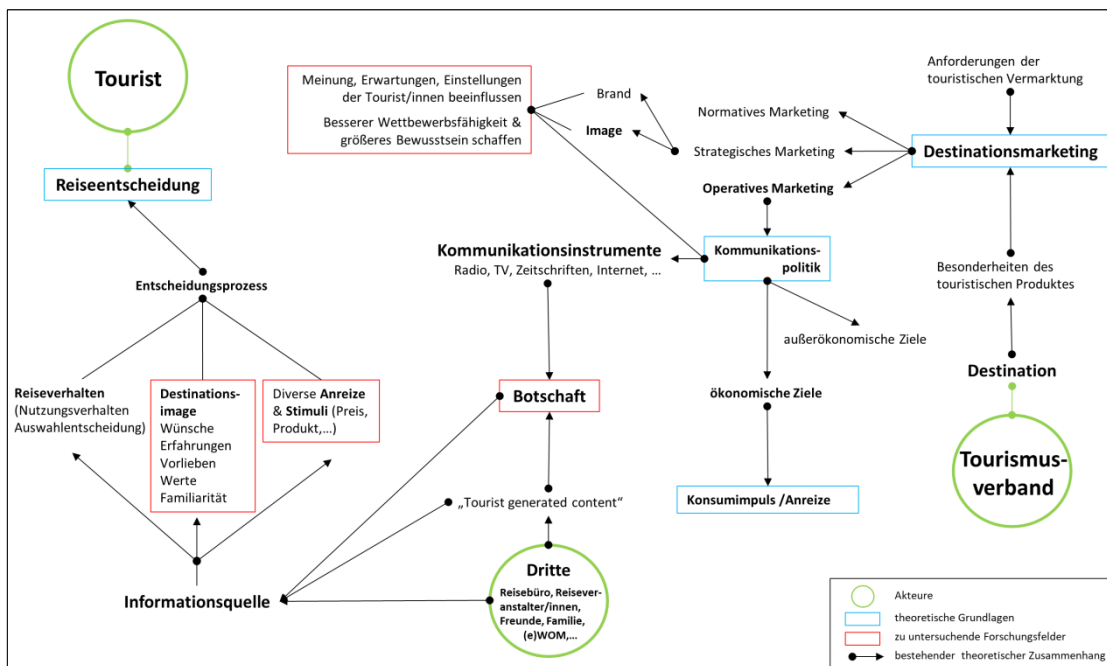 Tourist
Reiseentscheidung
Entscheidungsprozess
Reiseverhalten
(Nutzungsverhalten
Auswahlentscheidung)
Destinations-
image
Wünsche
Erfahrungen
Vorlieben
Werte
Familiarität
Diverse Anreize
& Stimuli (Preis,
Produkt,...)
Informationsquelle
Meinung, Erwartungen, Einstellungen
der Tourist/innen beeinflussen
Besserer Wettbewerbsfähigkeit &
größeres Bewusstsein schaffen
Brand
Image
Normatives Marketing
Strategisches Marketing
Operatives Marketing
Anforderungen der
touristischen Vermarktung
Destinationsmarketing
Kommunikationsinstrumente
Radio, TV, Zeitschriften, Internet, ...
Kommunikations-
politik
Besonderheiten des
touristischen Produktes
außerökonomische Ziele
ökonomische Ziele
Konsumimpuls /Anreize
Destination
Tourismus-
verband
Botschaft
„Tourist generated content“
Dritte
Reisebüro, Reisever-
anstalter/innen,
Freunde, Familie,
(e)WOM,...
Akteure
theoretische Grundlagen
zu untersuchende Forschungsfelder
bestehender theoretischer Zusammenhang